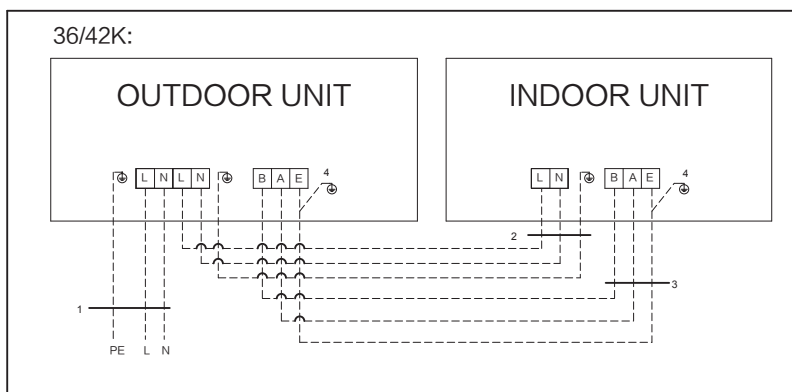 36/42K:
OUTDOOR UNIT INDOOR UNIT
L N L N B A E 4 L N B A E 4
2
3
1
PE L N